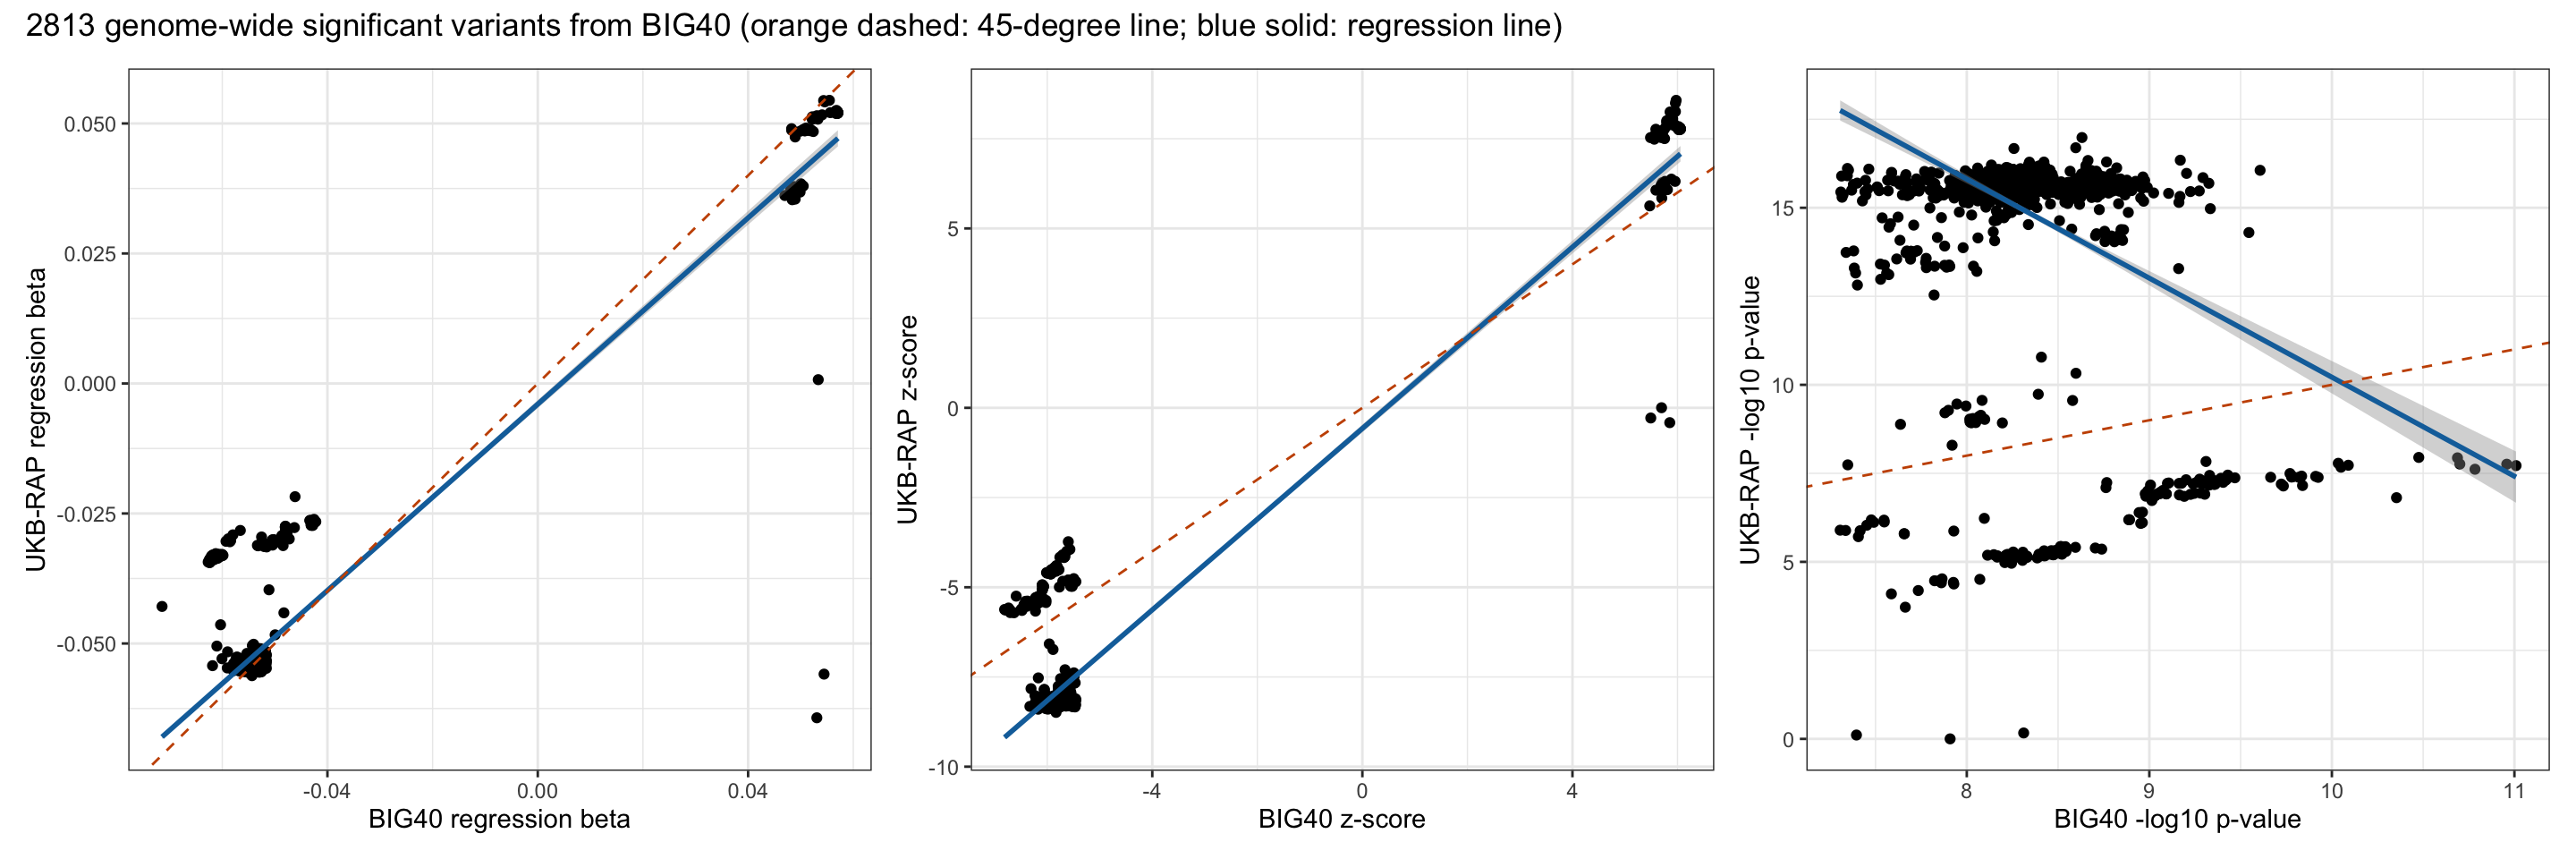 2813 genome-wide significant variants from BIG40 (orange dashed: 45-degree line; blue solid: regression line)
UKB-RAP regression beta
0.050
0.025
0.000
-0.025
-0.050
-0.04 0.00 0.04
BIG40 regression beta
UKB-RAP z-score
5
0
-5
-10
-4 0 4
BIG40 z-score
UKB-RAP -log10 p-value
15
10
5
0
8 9 10 11
BIG40 -log10 p-value